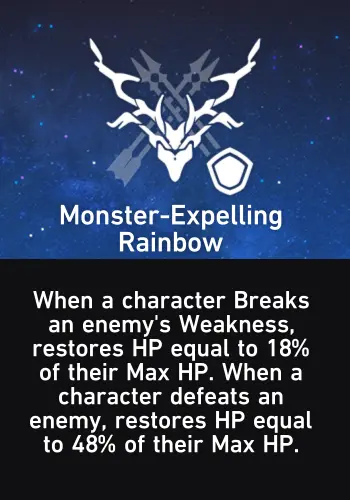 Monster-Expelling
Rainbow
When a character Breaks
an enemy's Weakness,
restores HP equal to 18%
of their Max HP. When a
character defeats an
enemy, restores HP equal
to 48% of their Max HP.